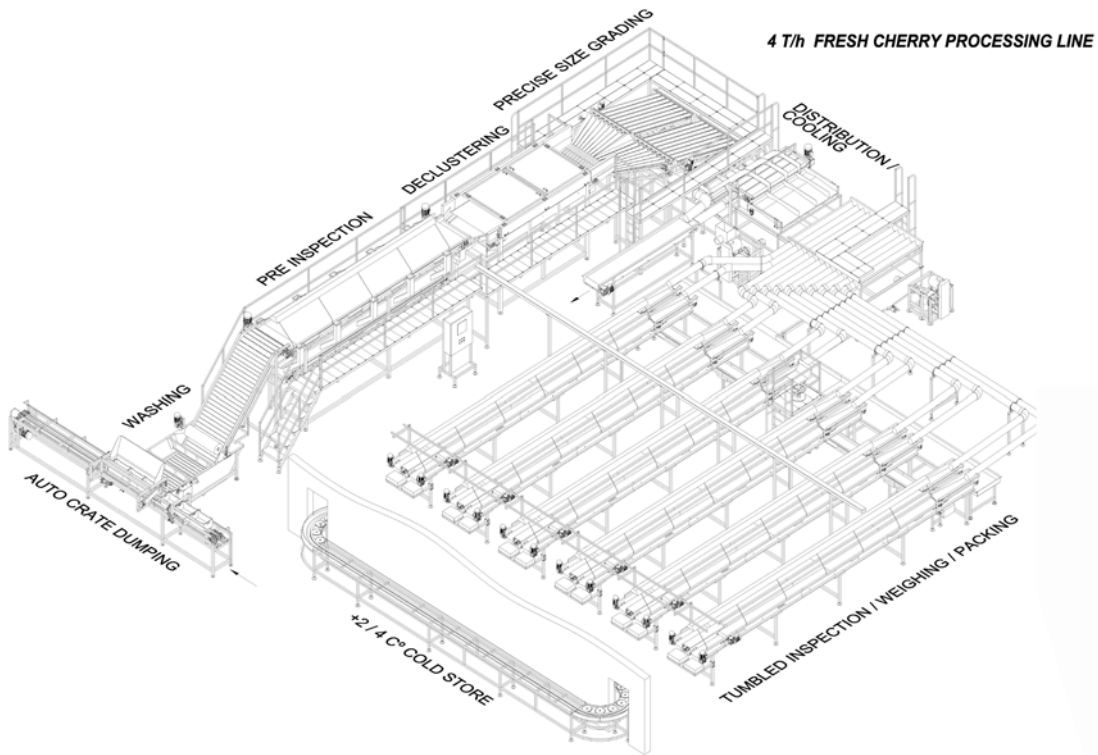 4 T/h FRESH CHERRY PROCESSING LINE
PRECISE SIZE GRADING
DISTRIBUTION /
COOLING
DECLUSTERING
PRE INSPECTION
WASHING
AUTO CRATE DUMPING
+2 / 4 Cº COLD STORE
TUMBLED INSPECTION / WEIGHING / PACKING